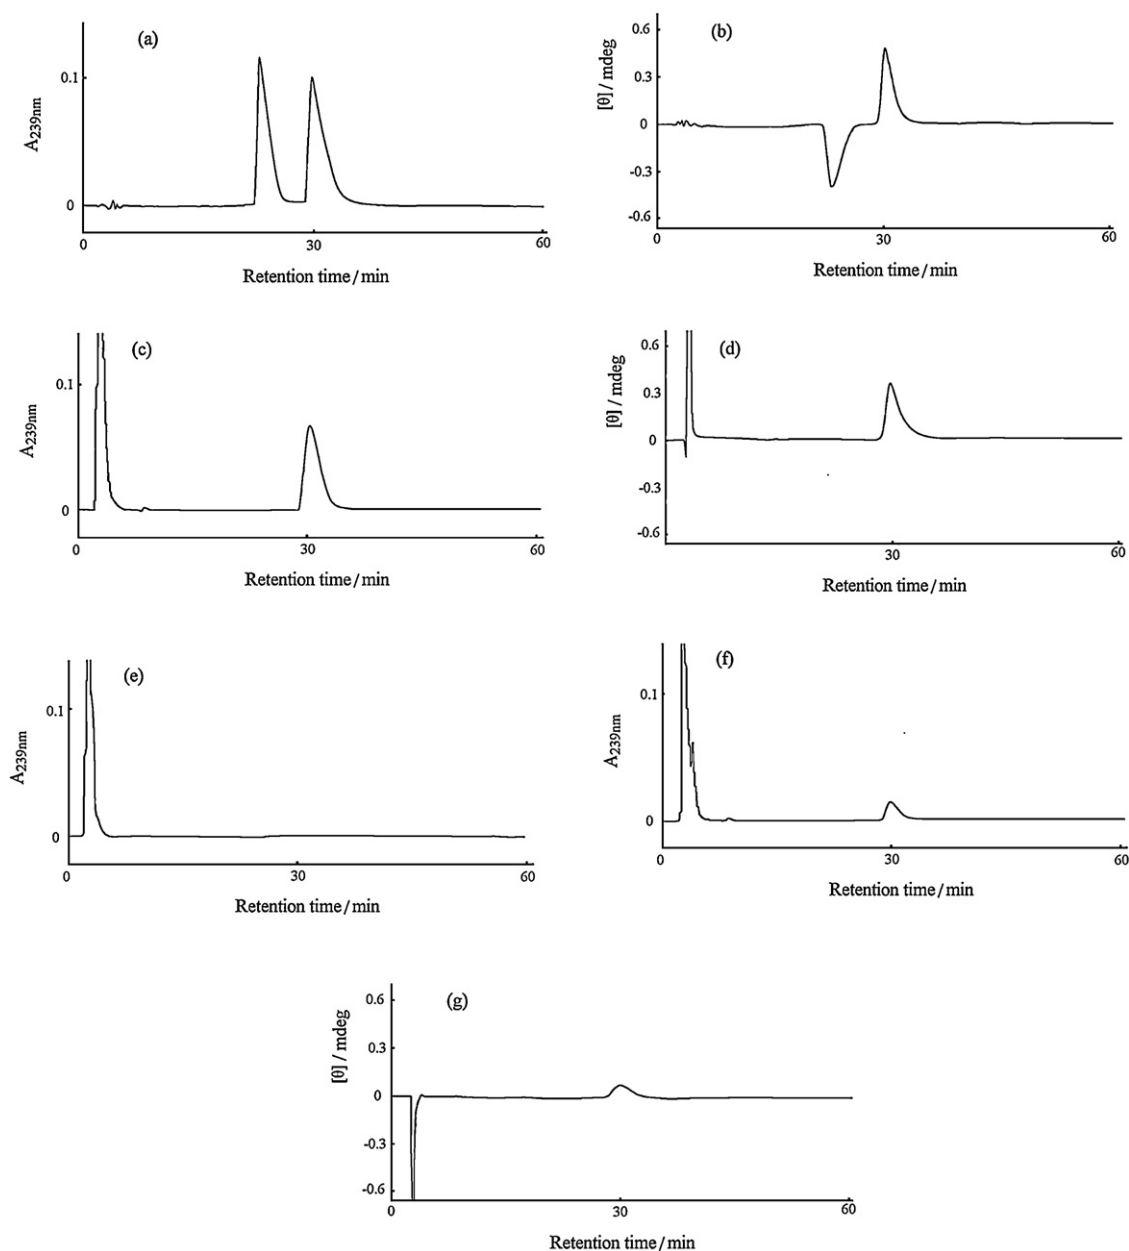 (a)
A239nm
0.1
0
0
30
60
Retention time/min
(b)
[θ] / mdeg
0.6
0.3
0
-0.3
-0.6
0
30
60
Retention time/min
(c)
A239nm
0.1
0
0
30
60
Retention time/min
(d)
[θ] / mdeg
0.6
0.3
0
-0.3
-0.6
30
60
Retention time/min
(e)
A239nm
0.1
0
0
30
60
Retention time/min
(f)
A239nm
0.1
0
0
30
60
Retention time/min
(g)
[θ] / mdeg
0.6
0.3
0
-0.3
-0.6
0
30
60
Retention time/min